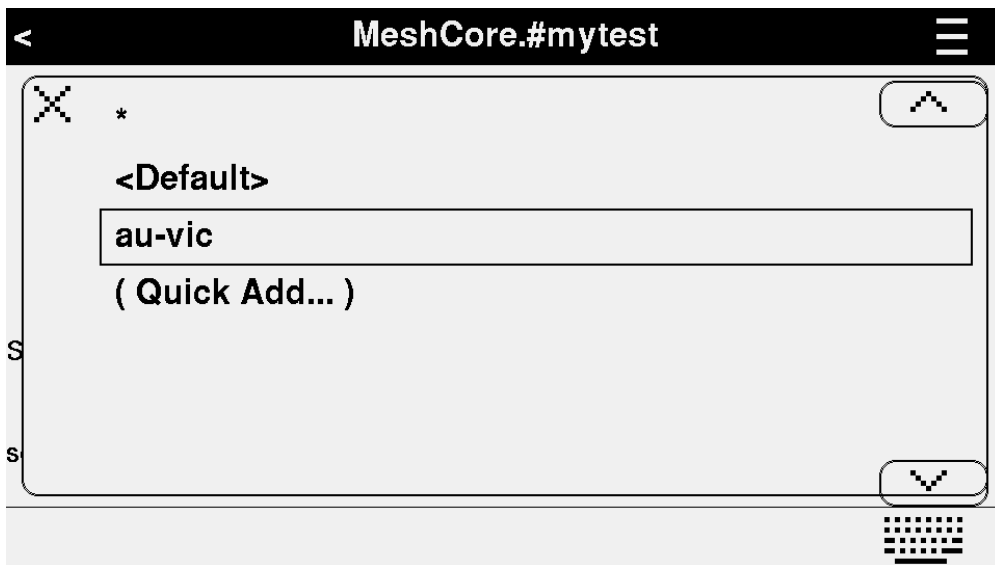 < MeshCore.#mytest
*
<Default>
au-vic
( Quick Add... )
S
s